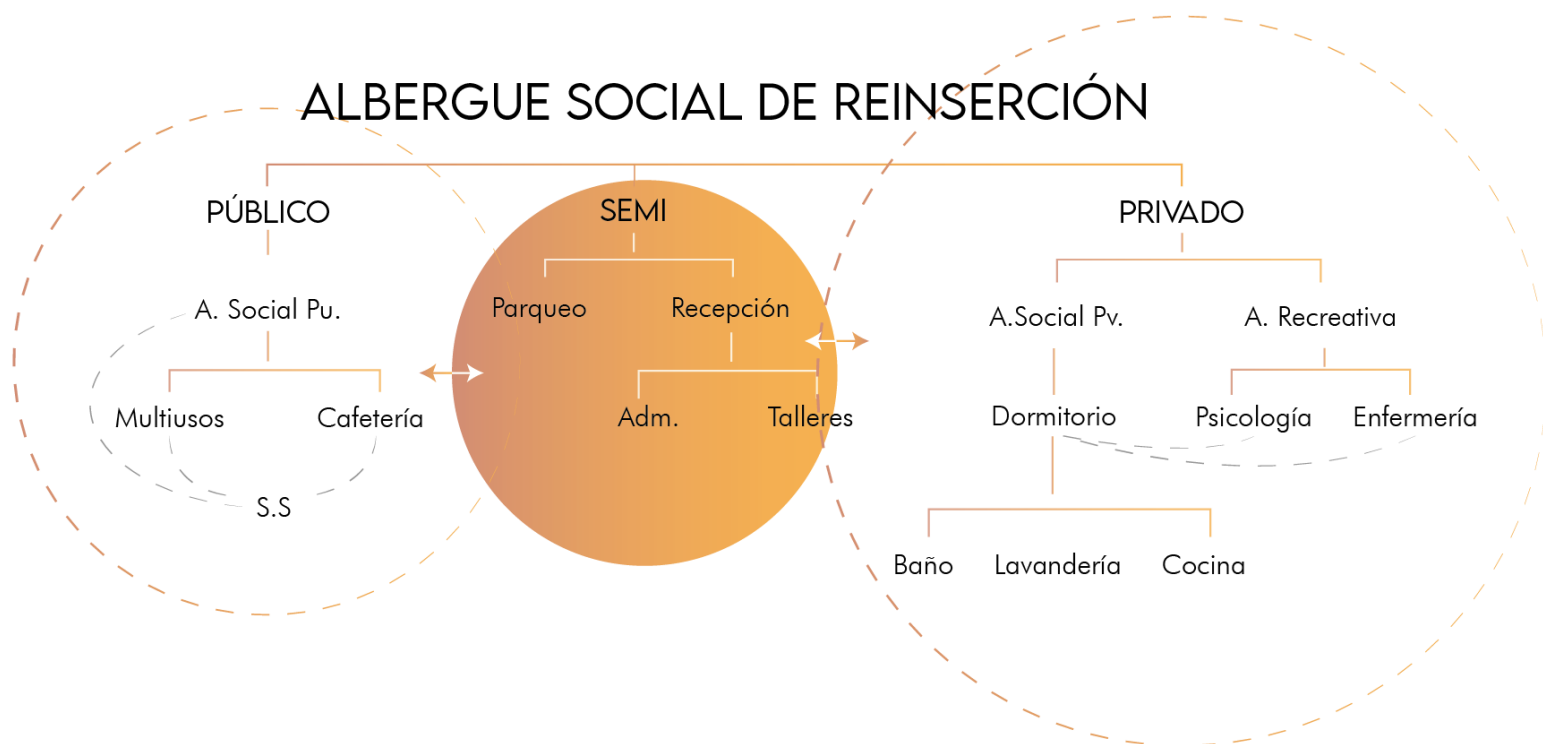 ALBERGUE SOCIAL DE REINSERCIÓN
PÚBLICO
SEMI
PRIVADO
A. Social Pu.
Parqueo
Recepción
A.Social Pv.
A. Recreativa
Multiusos
Cafetería
Adm.
Talleres
Dormitorio
Psicología
Enfermería
S.S
Baño
Lavandería
Cocina